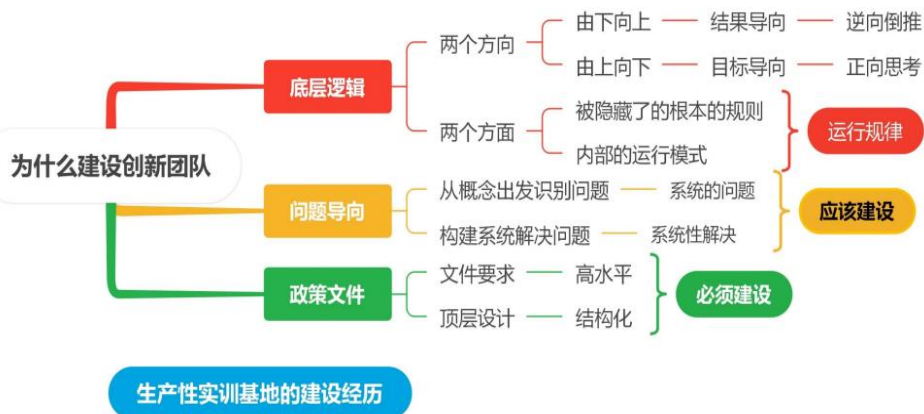 为什么建设创新团队
底层逻辑
两个方向
由下向上
结果导向
逆向倒推
由上向下
目标导向
正向思考
两个方面
被隐藏了的根本的规则
内部的运行模式
运行规律
问题导向
从概念出发识别问题
系统的问题
构建系统解决问题
系统性解决
应该建设
政策文件
文件要求
高水平
顶层设计
结构化
必须建设
生产性实训基地的建设经历